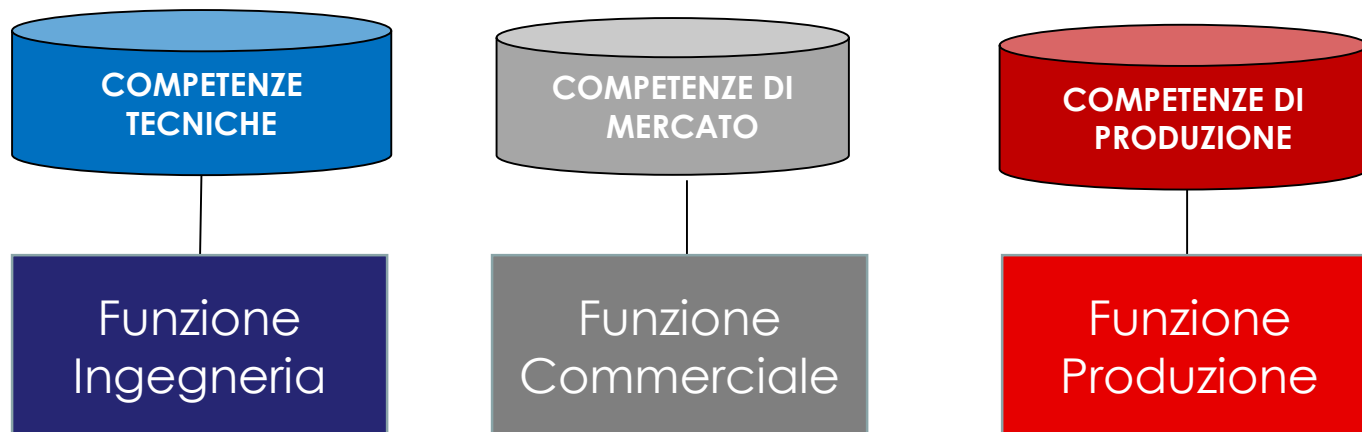 COMPETENZE
TECNICHE
COMPETENZE DI
MERCATO
COMPETENZE DI
PRODUZIONE
Funzione
Ingegneria
Funzione
Commerciale
Funzione
Produzione